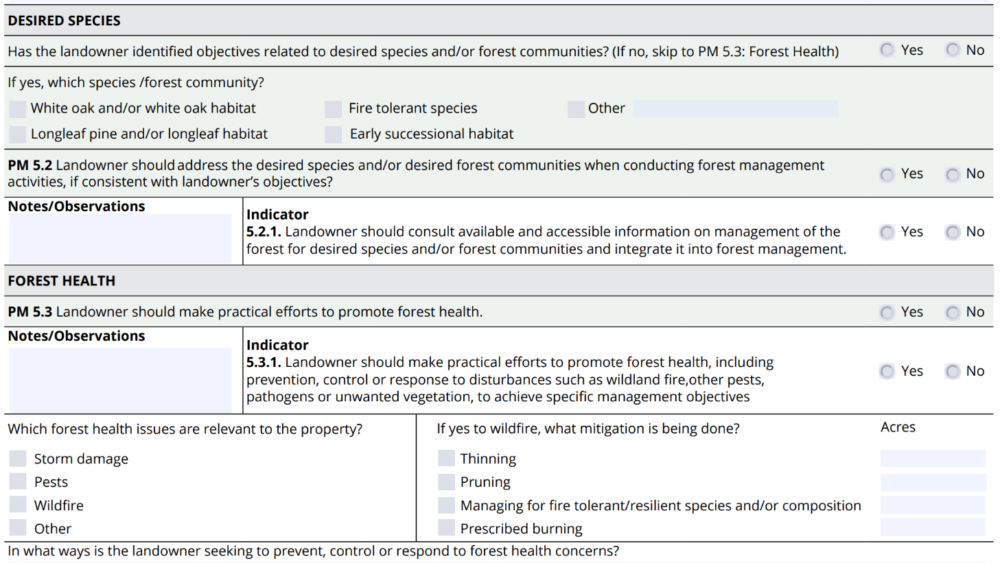 DESIRED SPECIES
Has the landowner identified objectives related to desired species and/or forest communities? (If no, skip to PM 5.3: Forest Health) Yes No
If yes, which species /forest community?
White oak and/or white oak habitat Fire tolerant species Other
Longleaf pine and/or longleaf habitat Early successional habitat
PM 5.2 Landowner should address the desired species and/or desired forest communities when conducting forest management
activities, if consistent with landowner's objectives? Yes No
Notes/Observations
Indicator
5.2.1. Landowner should consult available and accessible information on management of the
forest for desired species and/or forest communities and integrate it into forest management.
Yes No
FOREST HEALTH
PM 5.3 Landowner should make practical efforts to promote forest health. Yes No
Notes/Observations
Indicator
5.3.1. Landowner should make practical efforts to promote forest health, including
prevention, control or response to disturbances such as wildland fire,other pests,
pathogens or unwanted vegetation, to achieve specific management objectives
Yes No
Which forest health issues are relevant to the property?
Storm damage
Pests
Wildfire
Other
If yes to wildfire, what mitigation is being done? Acres
Thinning
Pruning
Managing for fire tolerant/resilient species and/or composition
Prescribed burning
In what ways is the landowner seeking to prevent, control or respond to forest health concerns?